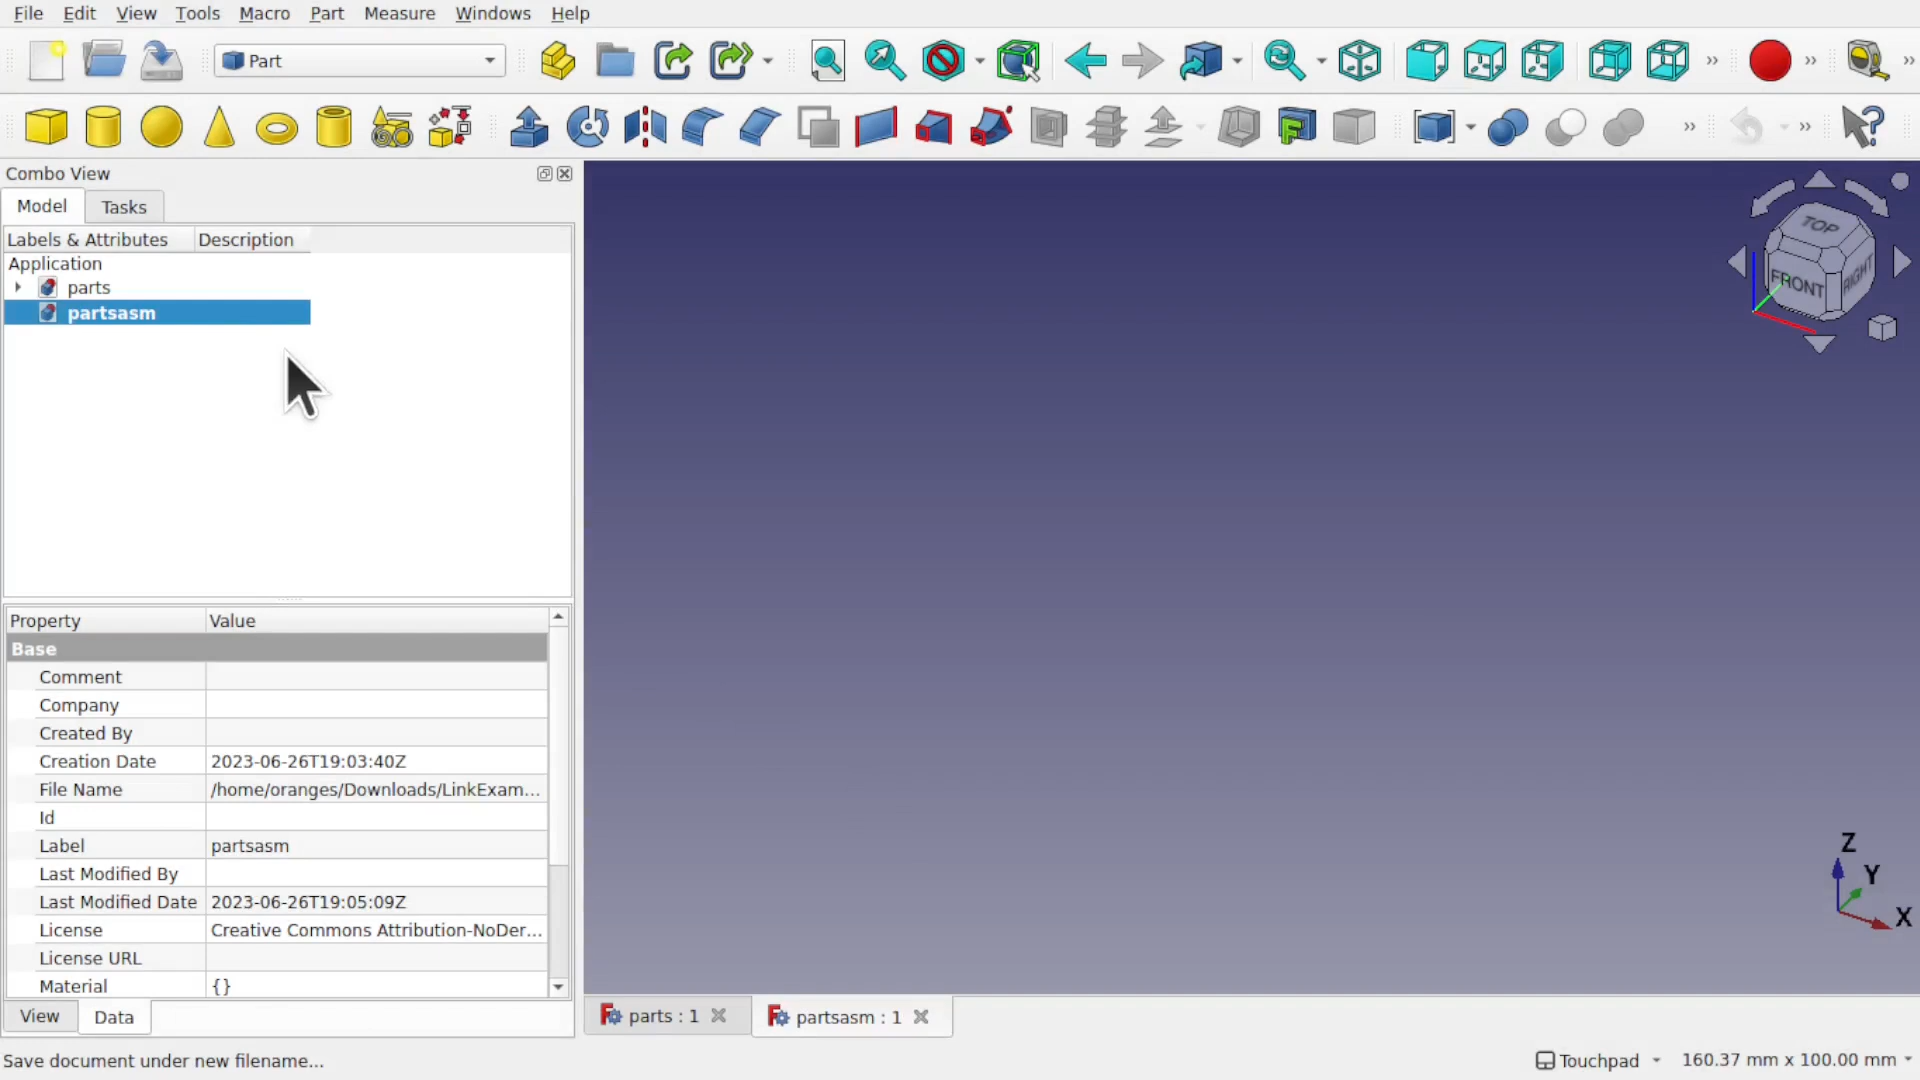 File Edit View Tools Macro Part Measure Windows Help
Part
Combo View
Model Tasks
Labels & Attributes Description
Application
parts
partsasm
TOP
FRONT
RIGHT
Property Value
Base
Comment
Company
Created By
Creation Date 2023-06-26T19:03:40Z
File Name /home/oranges/Downloads/LinkExam...
Id
Label partsasm
Last Modified By
Last Modified Date 2023-06-26T19:05:09Z
License Creative Commons Attribution-NoDer...
License URL
Material {}
Z
Y
X
View Data
parts : 1 partsasm : 1
Save document under new filename...
Touchpad 160.37 mm x 100.00 mm